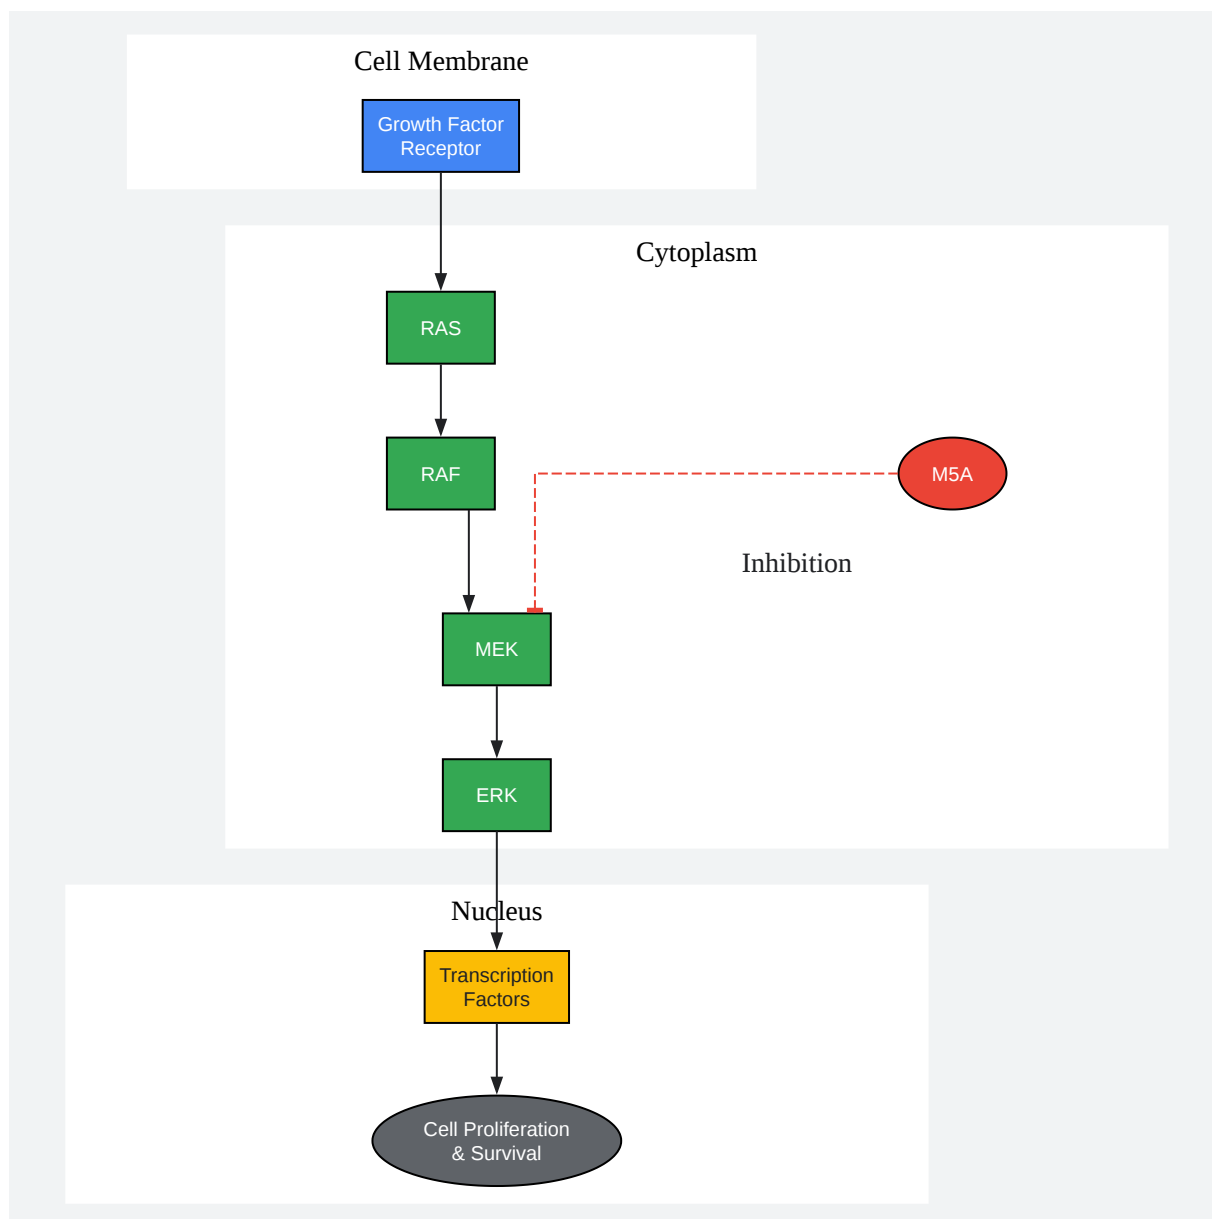 Cell Membrane
Growth Factor
Receptor
Cytoplasm
RAS
RAF
M5A
Inhibition
MEK
ERK
Nucleus
Transcription
Factors
Cell Proliferation
& Survival